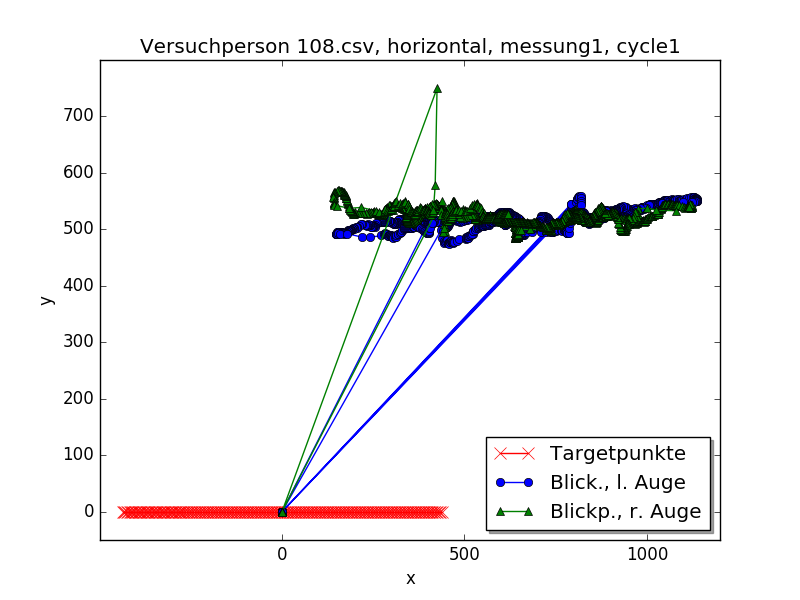 Versuchperson 108.csv, horizontal, messung1, cycle1
700
600
500
400
300
200
100
0
y
0 500 1000
x
Targetpunkte
Blick., l. Auge
Blickp., r. Auge